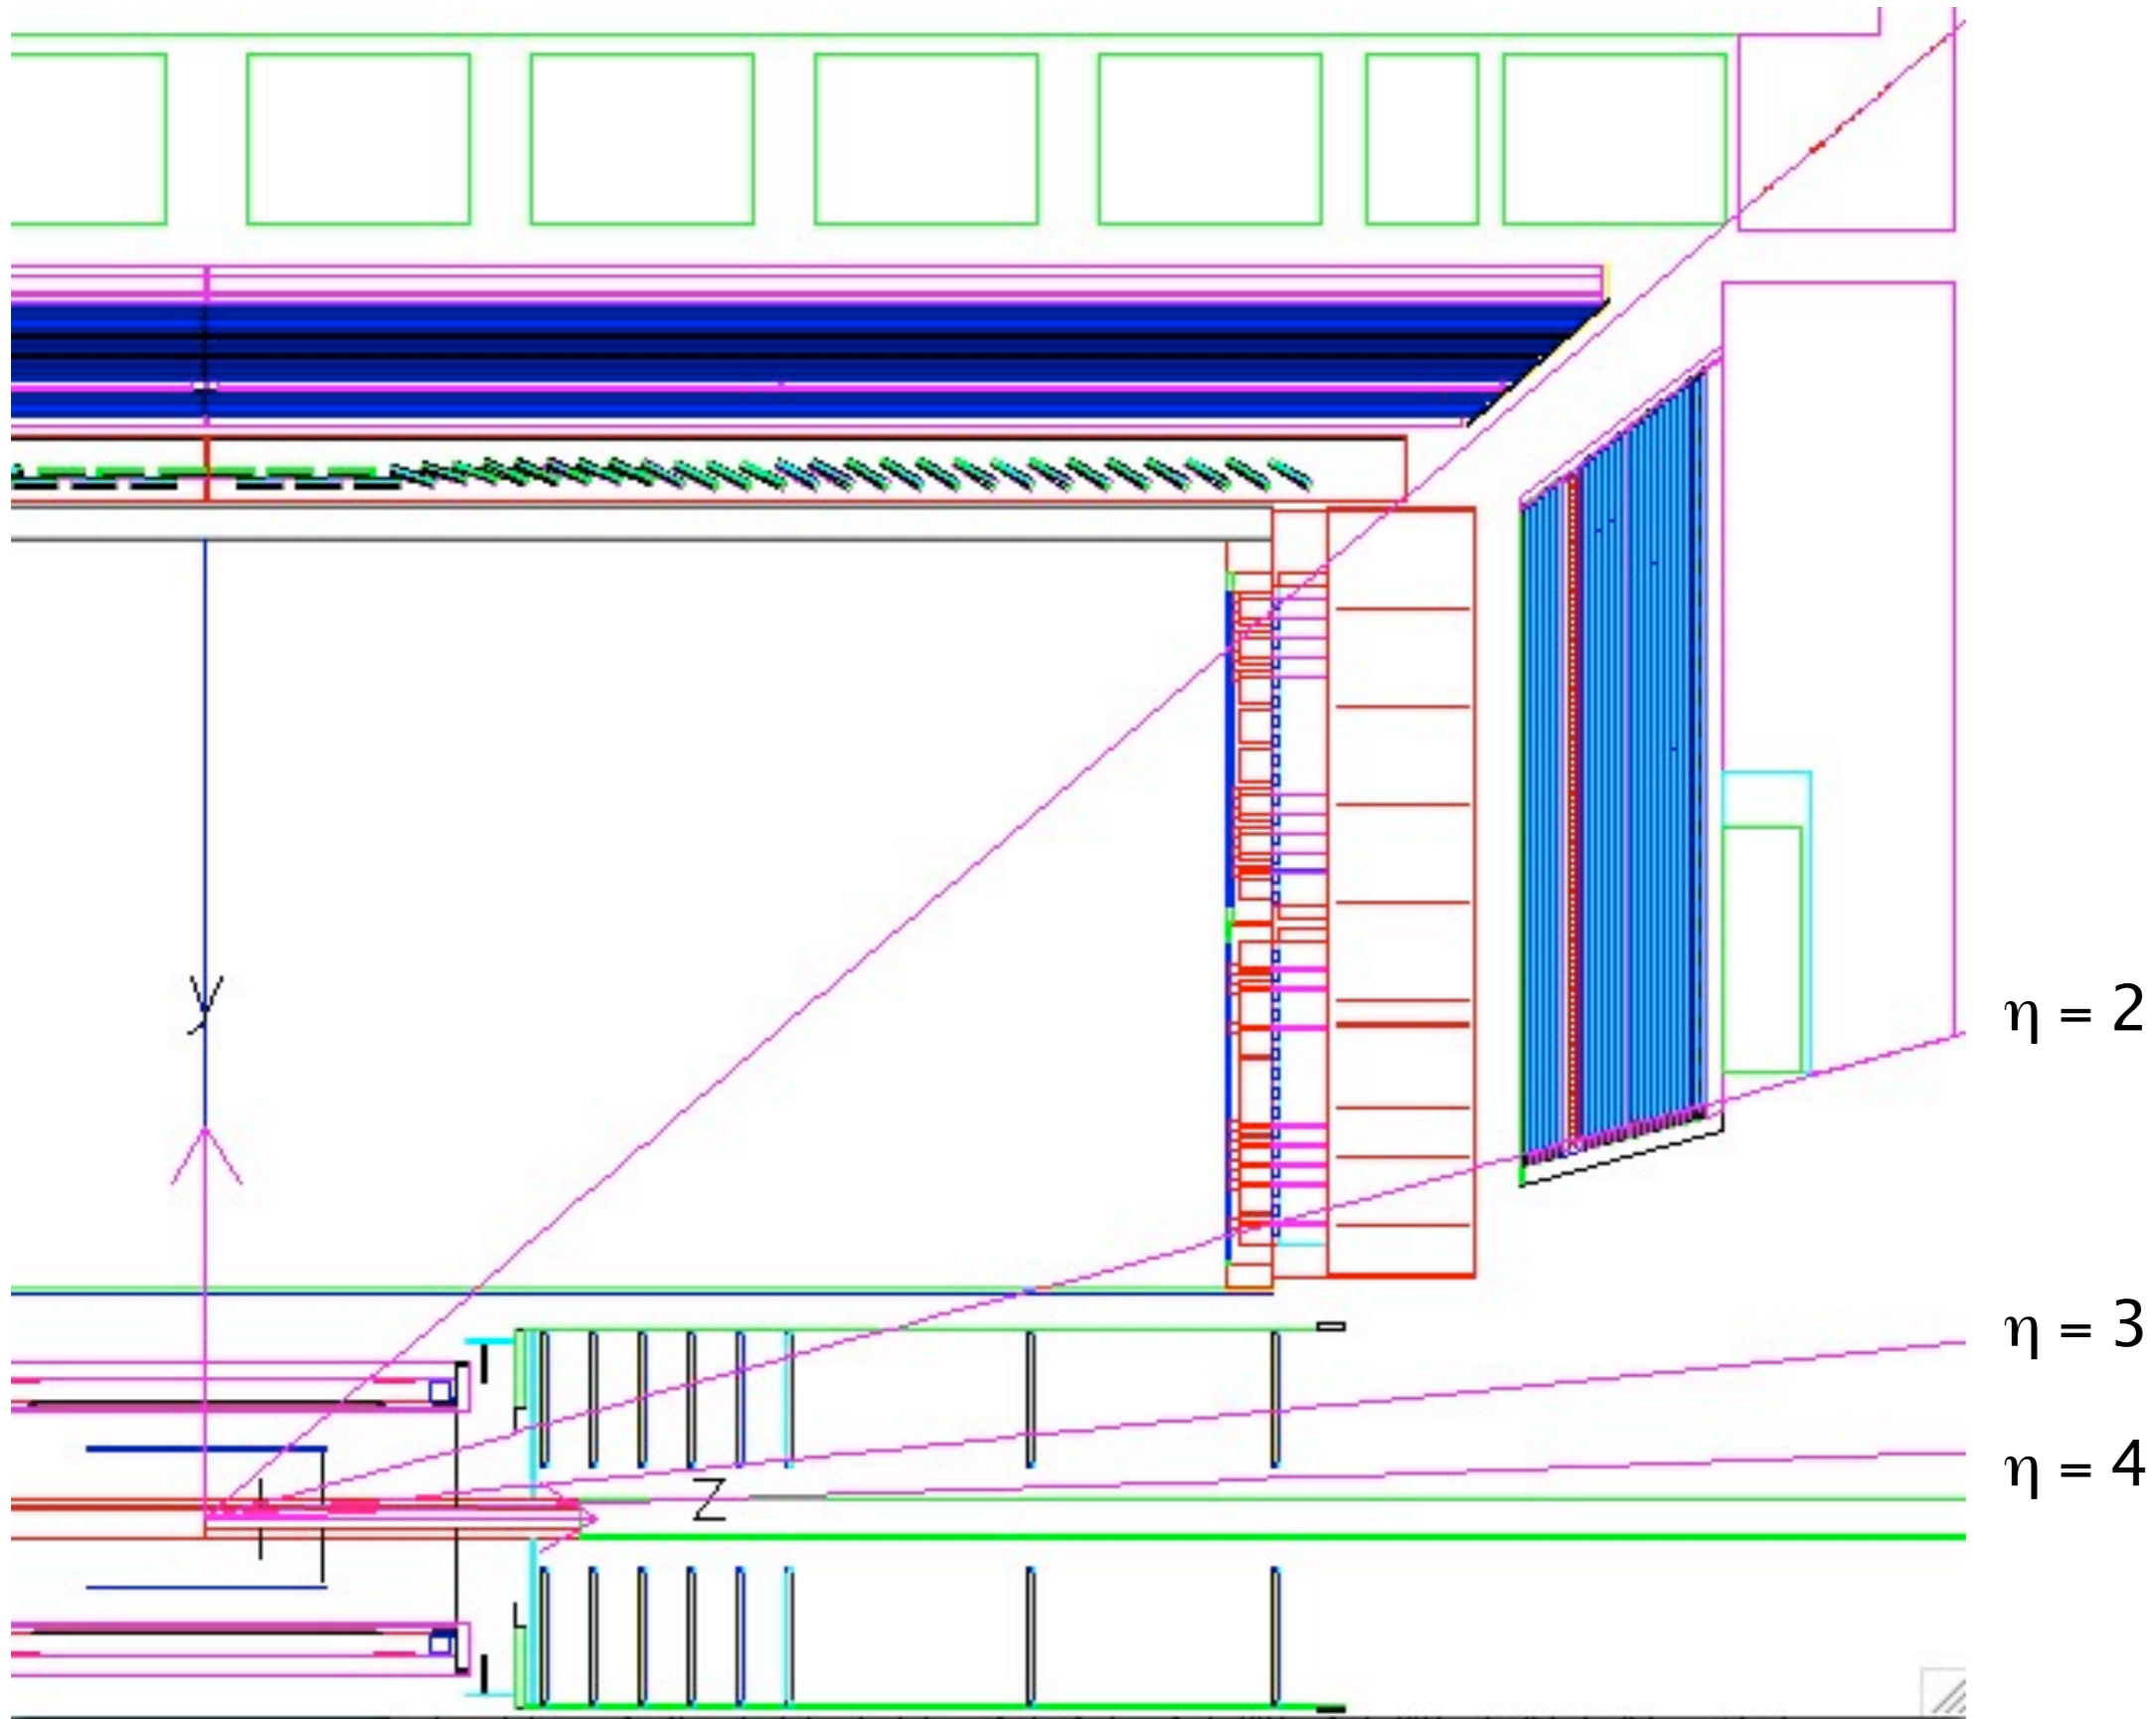 y
η = 2
η = 3
η = 4
Z